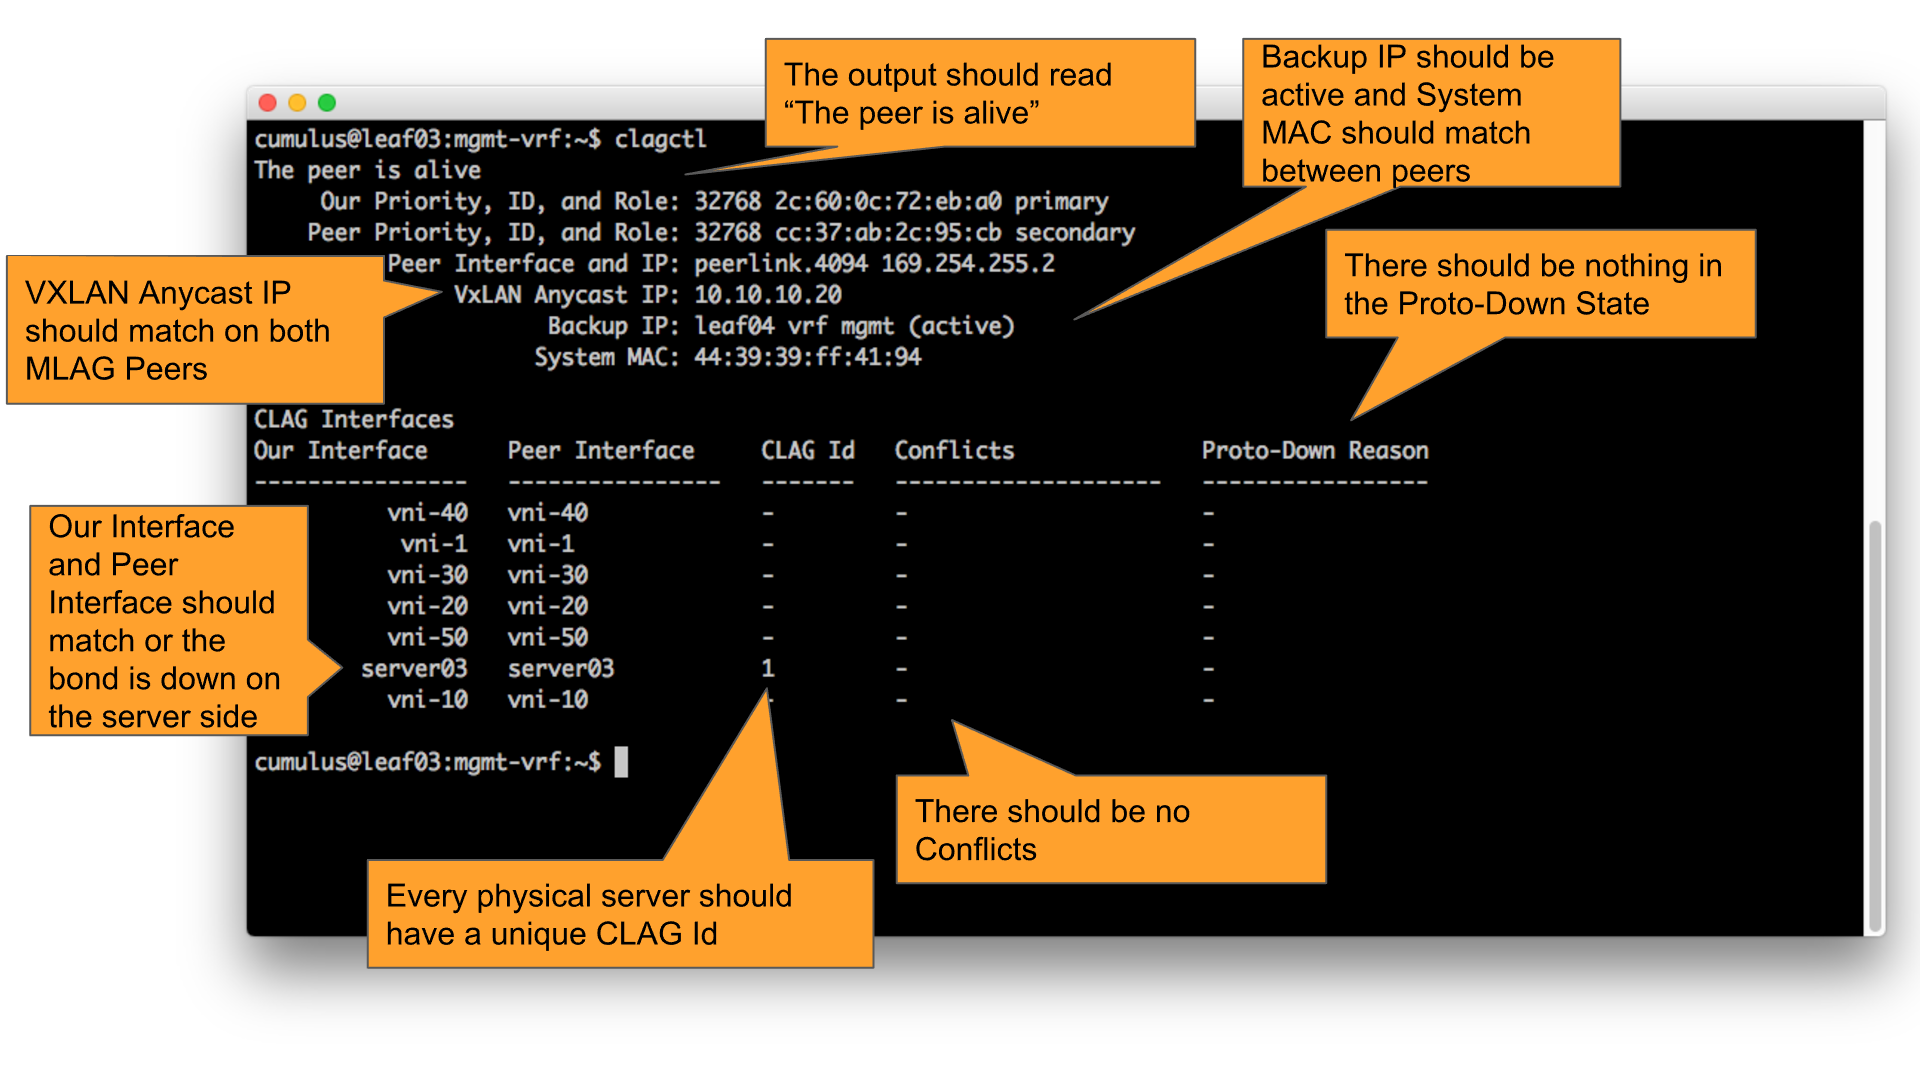 The output should read
“The peer is alive”
Backup IP should be
active and System
MAC should match
between peers
cumulus@leaf03:mgmt-vrf:~$ clagctl
The peer is alive
Our Priority, ID, and Role: 32768 2c:60:0c:72:eb:a0 primary
Peer Priority, ID, and Role: 32768 cc:37:ab:2c:95:cb secondary
Peer Interface and IP: peerlink.4094 169.254.255.2
VxLAN Anycast IP: 10.10.10.20
Backup IP: leaf04 vrf mgmt (active)
System MAC: 44:39:39:ff:41:94
There should be nothing in
the Proto-Down State
VXLAN Anycast IP
should match on both
MLAG Peers
CLAG Interfaces
Our Interface Peer Interface CLAG Id Conflicts Proto-Down Reason
---------------- ---------------- ------- -------------------- -----------------
vni-40 vni-40 - - -
vni-1 vni-1 - - -
vni-30 vni-30 - - -
vni-20 vni-20 - - -
vni-50 vni-50 - - -
server03 server03 1 - -
vni-10 vni-10 - - -
Our Interface
and Peer
Interface should
match or the
bond is down on
the server side
cumulus@leaf03:mgmt-vrf:~$
There should be no
Conflicts
Every physical server should
have a unique CLAG Id